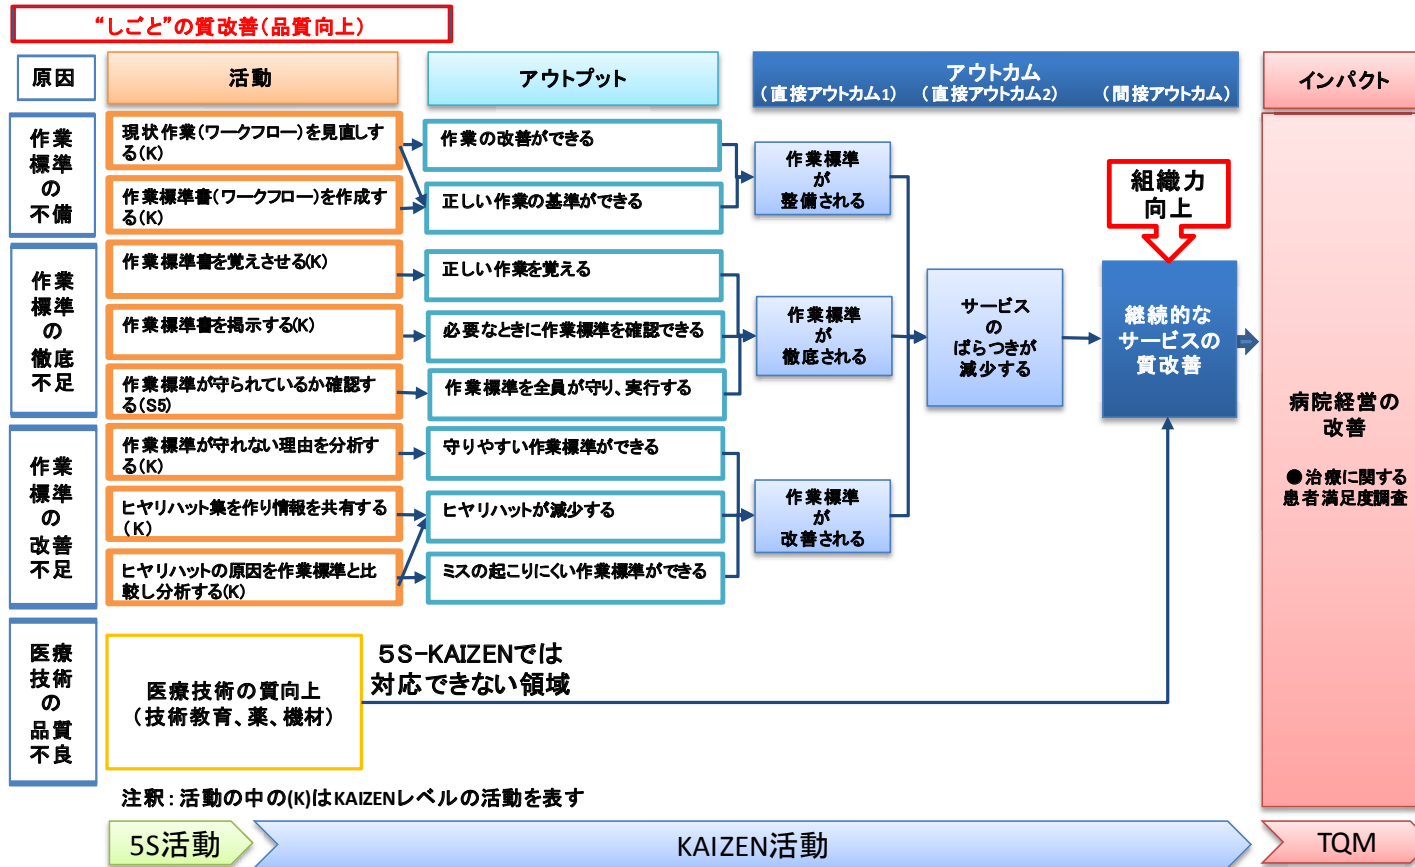 “しごと”の質改善(品質向上)
原因
活動
アウトプット
アウトカム
(直接アウトカム1)
(直接アウトカム2)
(間接アウトカム)
インパクト
作業
標準
の
不備
現状作業(ワークフロー)を見直しす
る(K)
作業標準書(ワークフロー)を作成す
る(K)
作業の改善ができる
正しい作業の基準ができる
作業標準
が
整備される
作業
標準
の
徹底
不足
作業標準書を覚えさせる(K)
作業標準書を掲示する(K)
作業標準が守られているか確認す
る(S5)
正しい作業を覚える
必要なときに作業標準を確認できる
作業標準を全員が守り、実行する
作業標準
が
徹底される
作業
標準
の
改善
不足
作業標準が守れない理由を分析す
る(K)
ヒヤリハット集を作り情報を共有する
(K)
ヒヤリハットの原因を作業標準と比
較し分析する(K)
守りやすい作業標準ができる
ヒヤリハットが減少する
ミスの起こりにくい作業標準ができる
作業標準
が
改善される
サービス
の
ばらつきが
減少する
組織力
向上
継続的な
サービスの
質改善
病院経営の
改善
●治療に関する
患者満足度調査
医療
技術
の
品質
不良
医療技術の質向上
(技術教育、薬、機材)
5S-KAIZENでは
対応できない領域
注釈:活動の中の(K)はKAIZENレベルの活動を表す
5S活動
KAIZEN活動
TQM